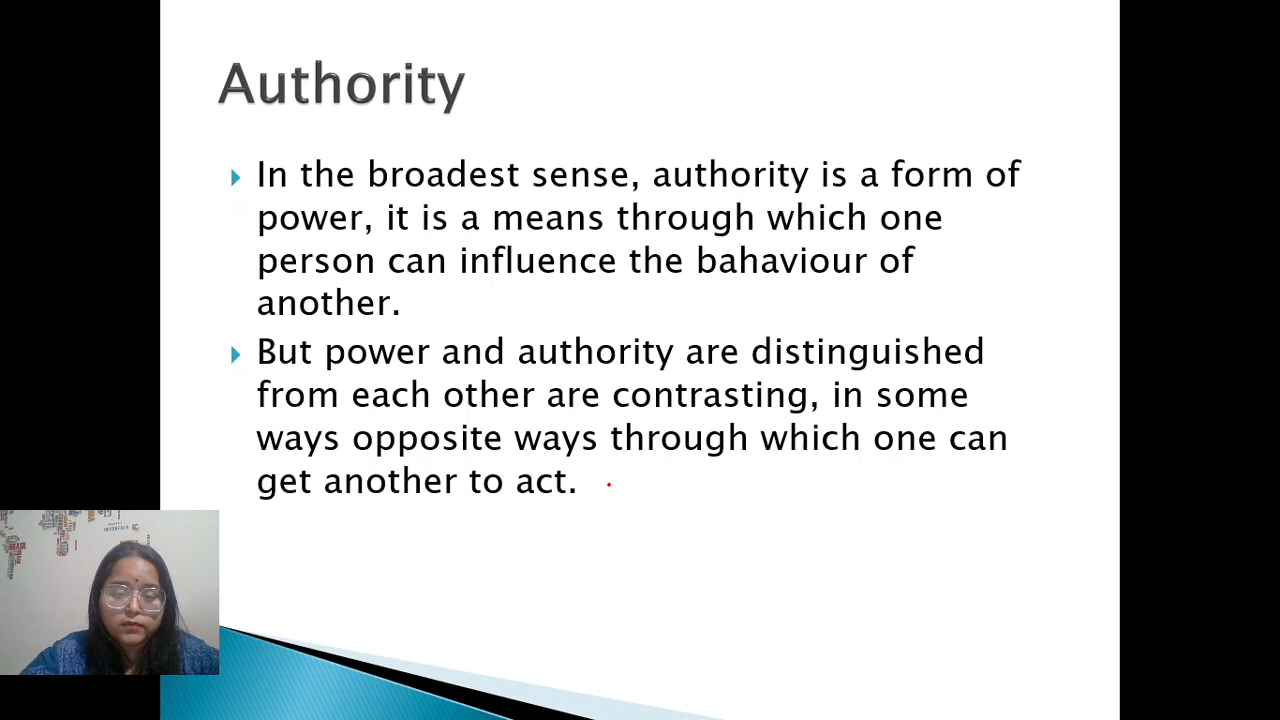 Authority
In the broadest sense, authority is a form of
power, it is a means through which one
person can influence the bahaviour of
another.
But power and authority are distinguished
from each other are contrasting, in some
ways opposite ways through which one can
get another to act.